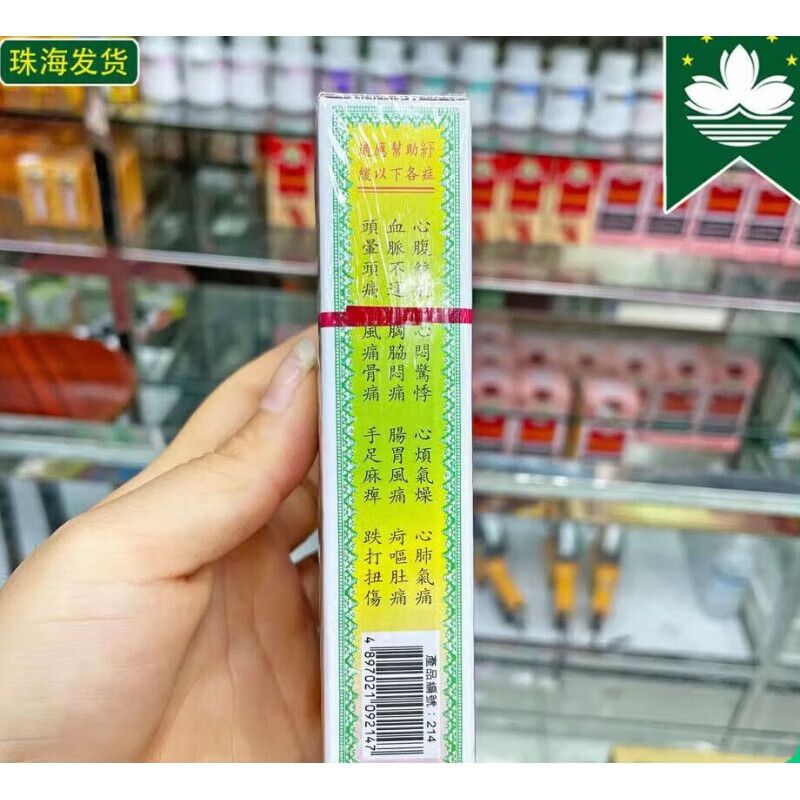 珠海发货
適應幫助紓
緩以下各症
心腹絞痛
血脈不通
頭暈頭痛
心悶驚悸
胸脇悶痛
風痛骨痛
心煩氣燥
腸胃風痛
手足麻痺
心肺氣痛
疴嘔肚痛
跌打扭傷
產品編號：214
4 897021 092147